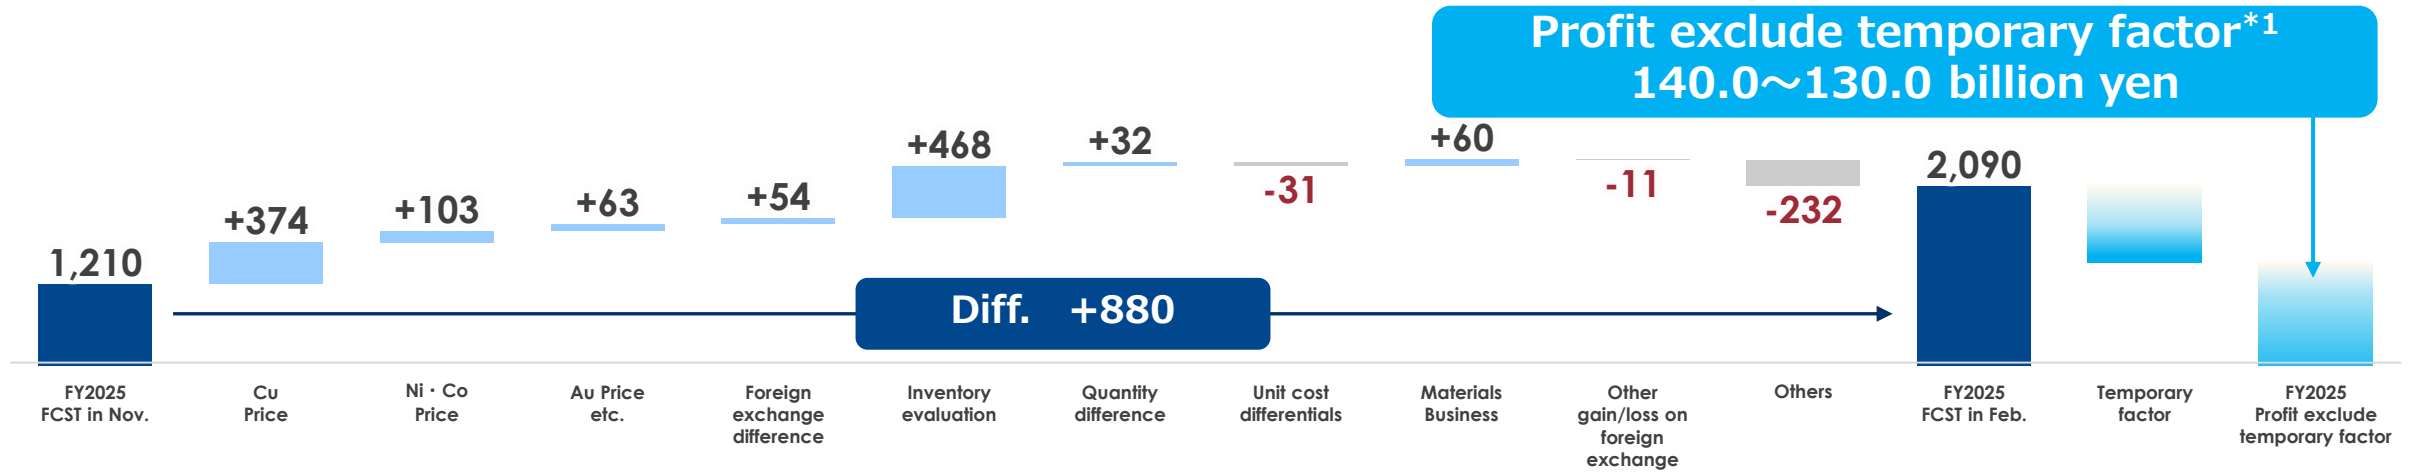 Profit exclude temporary factor*1
140.0～130.0 billion yen
1,210
+374
+103
+63
+54
+468
+32
-31
+60
-11
-232
2,090
Diff. +880
FY2025
FCST in Nov.
Cu
Price
Ni・Co
Price
Au Price
etc.
Foreign
exchange
difference
Inventory
evaluation
Quantity
difference
Unit cost
differentials
Materials
Business
Other
gain/loss on
foreign
exchange
Others
FY2025
FCST in Feb.
Temporary
factor
FY2025
Profit exclude
temporary factor